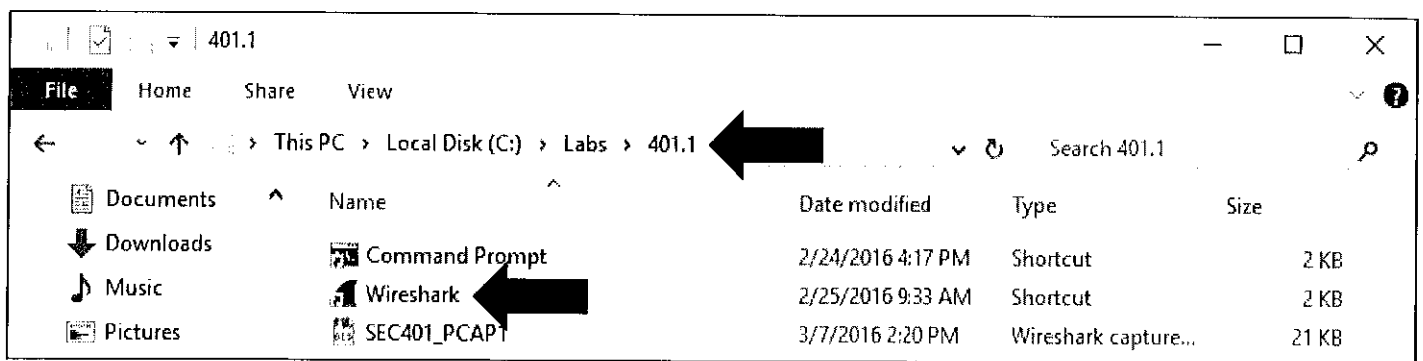 401.1
File Home Share View
This PC > Local Disk (C:) > Labs > 401.1 Search 401.1
Documents Name Date modified Type Size
Downloads Command Prompt 2/24/2016 4:17 PM Shortcut 2 KB
Music Wireshark 2/25/2016 9:33 AM Shortcut 2 KB
Pictures SEC401_PCAP1 3/7/2016 2:20 PM Wireshark capture... 21 KB